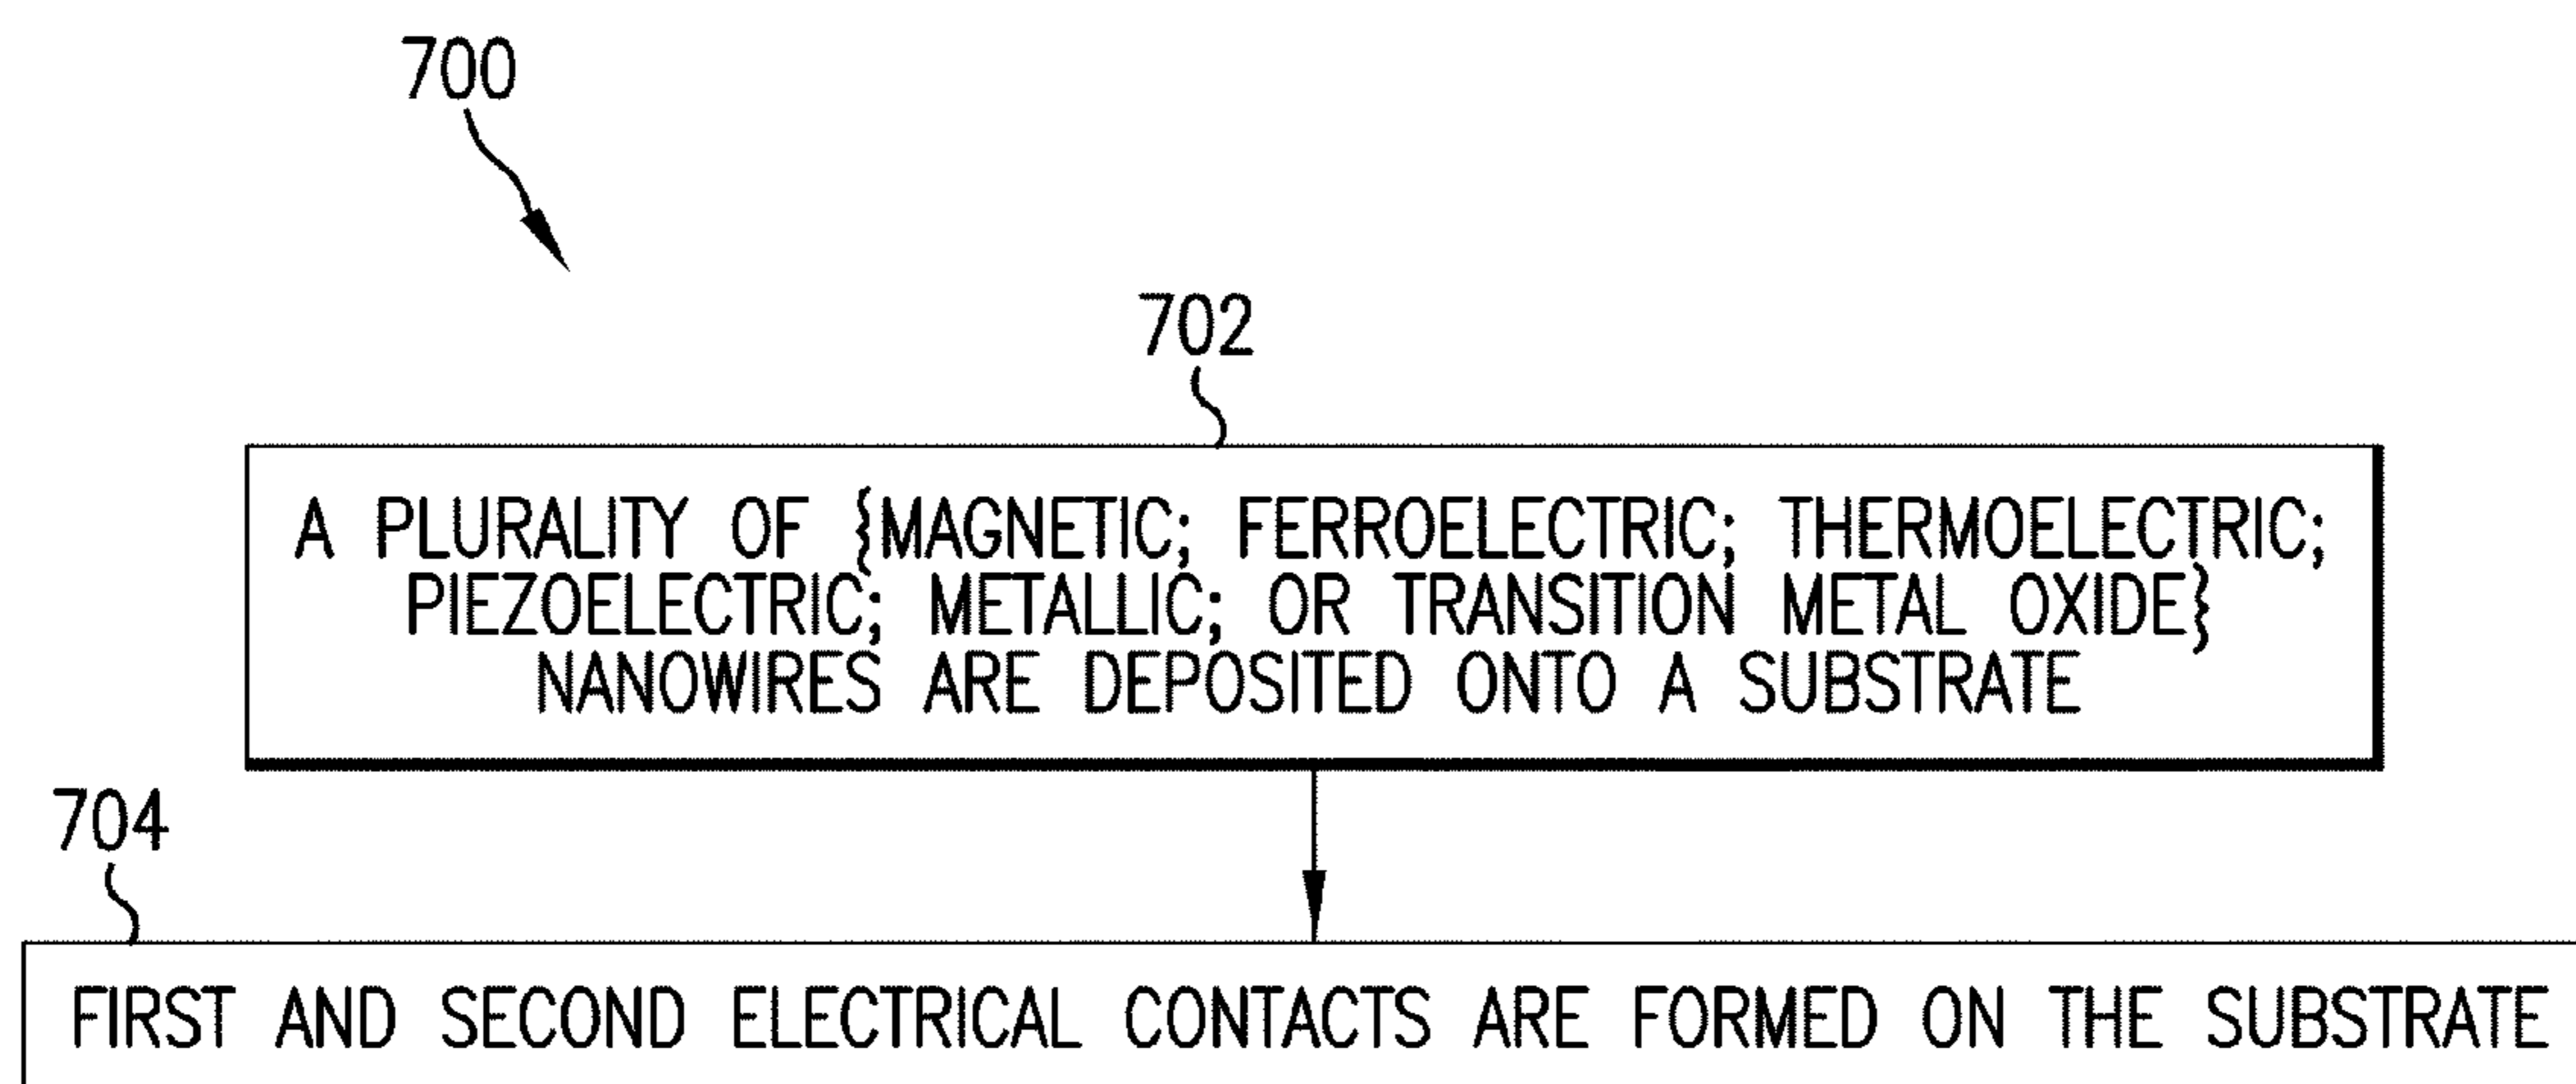 700
702
A PLURALITY OF {MAGNETIC; FERROELECTRIC; THERMOELECTRIC;
PIEZOELECTRIC; METALLIC; OR TRANSITION METAL OXIDE}
NANOWIRES ARE DEPOSITED ONTO A SUBSTRATE
704
FIRST AND SECOND ELECTRICAL CONTACTS ARE FORMED ON THE SUBSTRATE